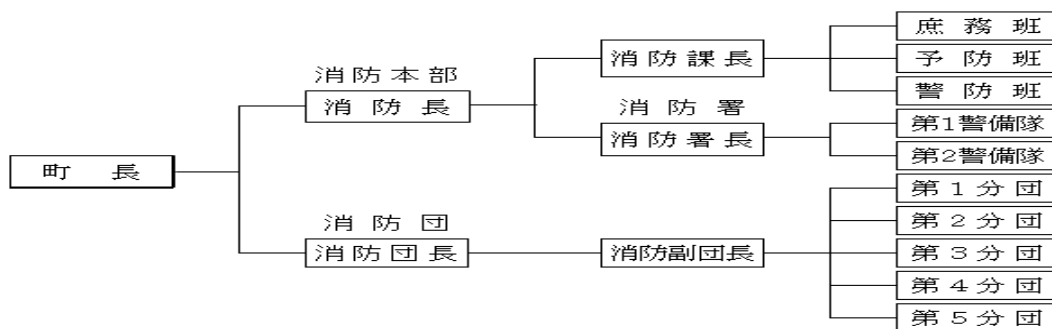 庶務班
消防課長
予防班
消防本部
警防班
消防長
消防署
第1警備隊
消防署長
第2警備隊
町長
第1分団
消防団
第2分団
消防団長
消防副団長
第3分団
第4分団
第5分団